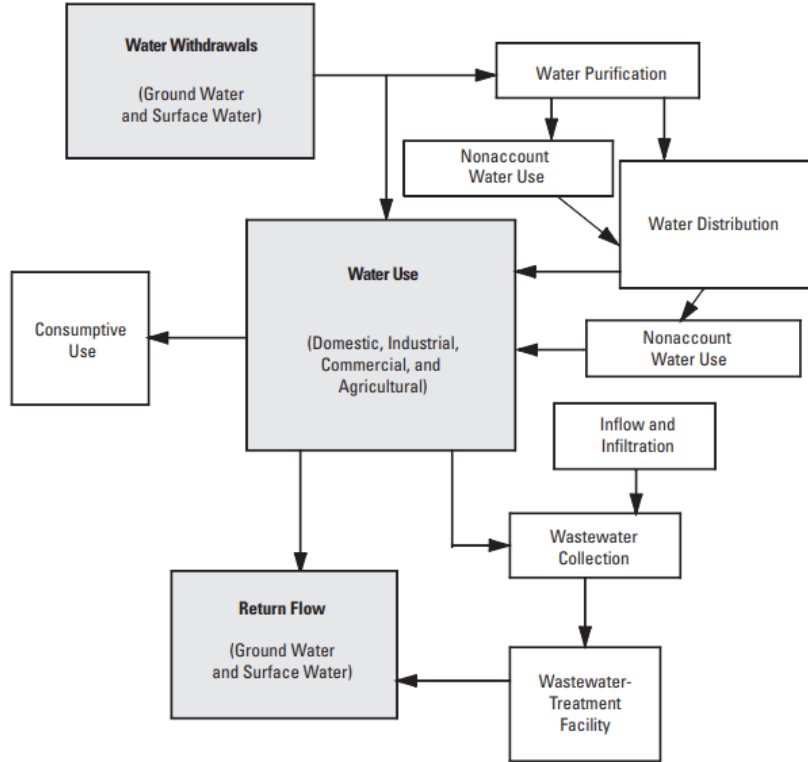 Water Withdrawals
(Ground Water
and Surface Water)
Water Purification
Nonaccount
Water Use
Water Distribution
Water Use
(Domestic, Industrial,
Commercial, and
Agricultural)
Consumptive
Use
Nonaccount
Water Use
Inflow and
Infiltration
Wastewater
Collection
Return Flow
(Ground Water
and Surface Water)
Wastewater-
Treatment
Facility